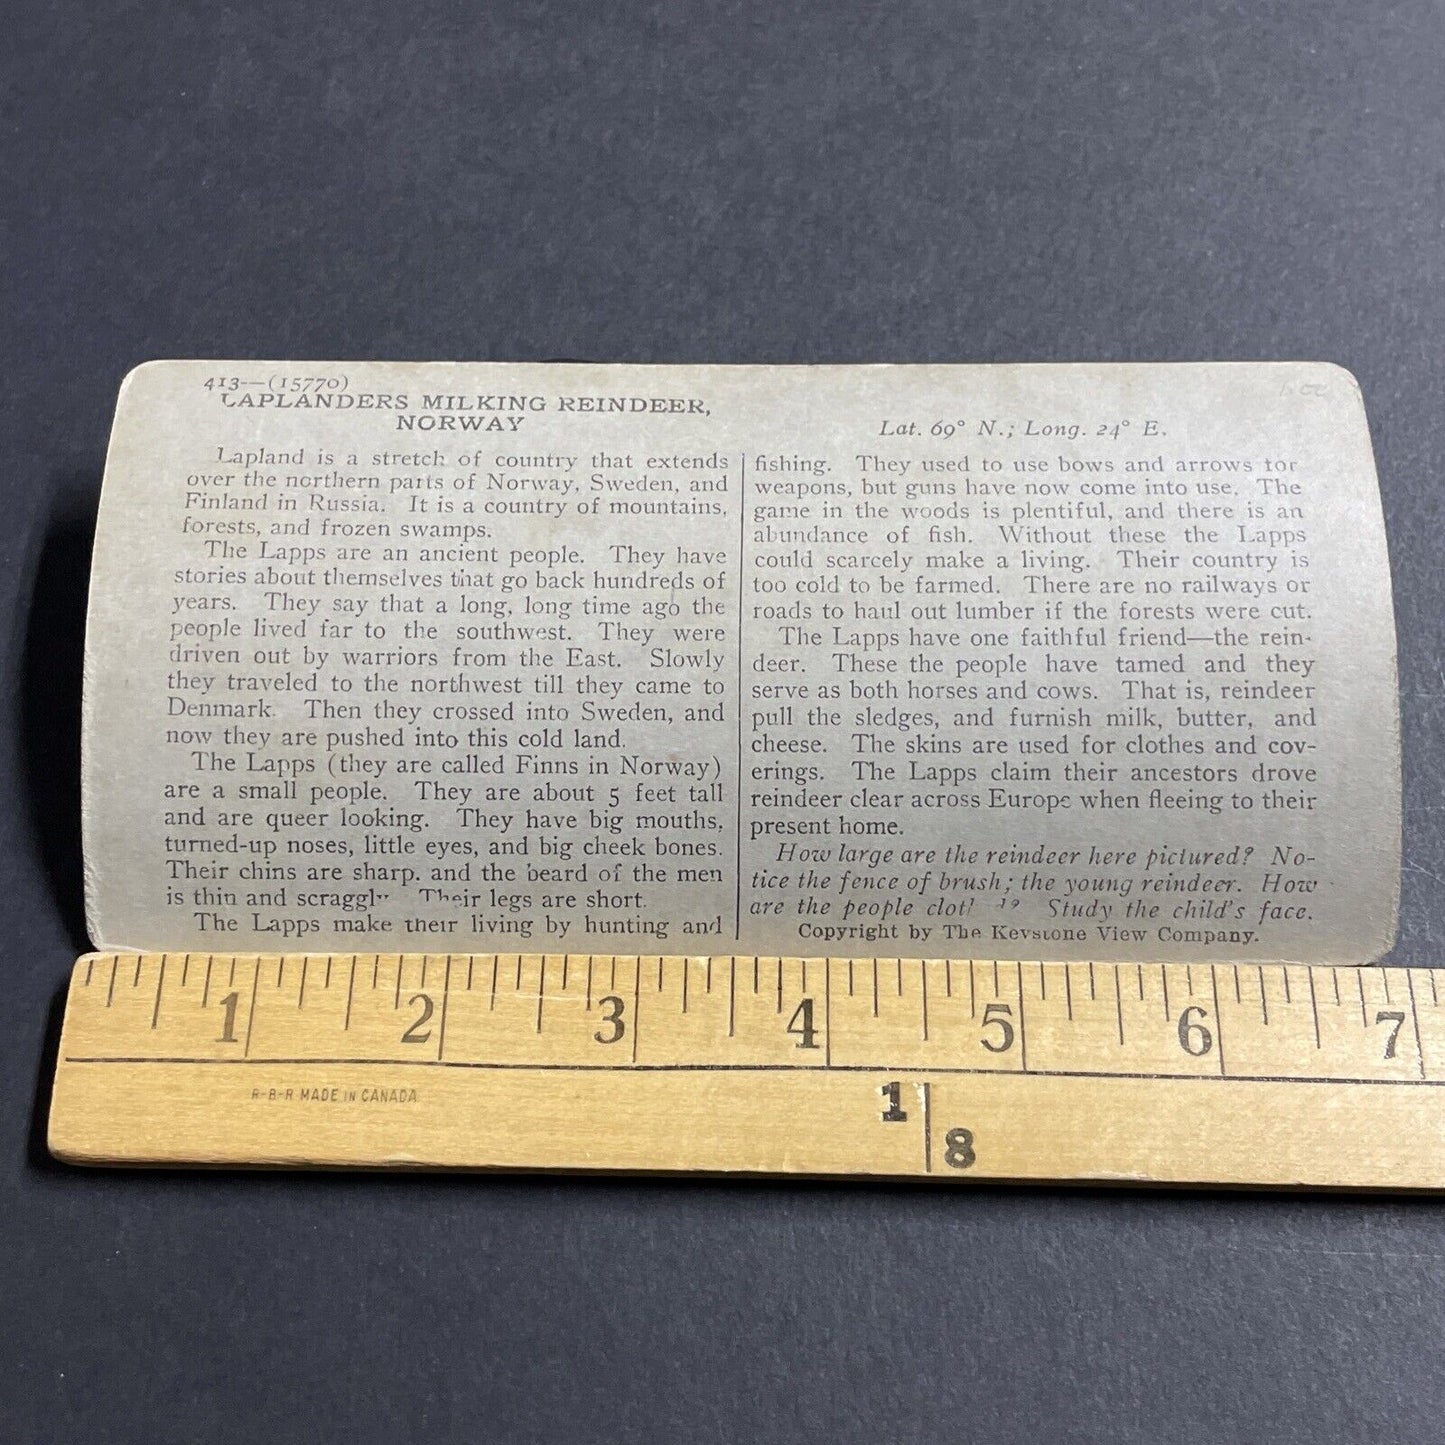 413—(15770)
LAPLANDERS MILKING REINDEER,
NORWAY
Lapland is a stretch of country that extends
over the northern parts of Norway, Sweden, and
Finland in Russia. It is a country of mountains,
forests, and frozen swamps.
The Lapps are an ancient people. They have
stories about themselves that go back hundreds of
years. They say that a long, long time ago the
people lived far to the southwest. They were
driven out by warriors from the East. Slowly
they traveled to the northwest till they came to
Denmark. Then they crossed into Sweden, and
now they are pushed into this cold land.
The Lapps (they are called Finns in Norway)
are a small people. They are about 5 feet tall
and are queer looking. They have big mouths,
turned-up noses, little eyes, and big cheek bones.
Their chins are sharp. and the beard of the men
is thin and scraggly Their legs are short.
The Lapps make their living by hunting and
Lat. 69° N.; Long. 24° E.
fishing. They used to use bows and arrows for
weapons, but guns have now come into use. The
game in the woods is plentiful, and there is an
abundance of fish. Without these the Lapps
could scarcely make a living. Their country is
too cold to be farmed. There are no railways or
roads to haul out lumber if the forests were cut.
The Lapps have one faithful friend—the rein-
deer. These the people have tamed and they
serve as both horses and cows. That is, reindeer
pull the sledges, and furnish milk, butter, and
cheese. The skins are used for clothes and cov-
erings. The Lapps claim their ancestors drove
reindeer clear across Europe when fleeing to their
present home.
How large are the reindeer here pictured? No-
tice the fence of brush; the young reindeer. How
are the people Study the child's face.
Copyright by The Keystone View Company.
1 2 3 4 5 6 7
R-B-R MADE IN CANADA
1
8